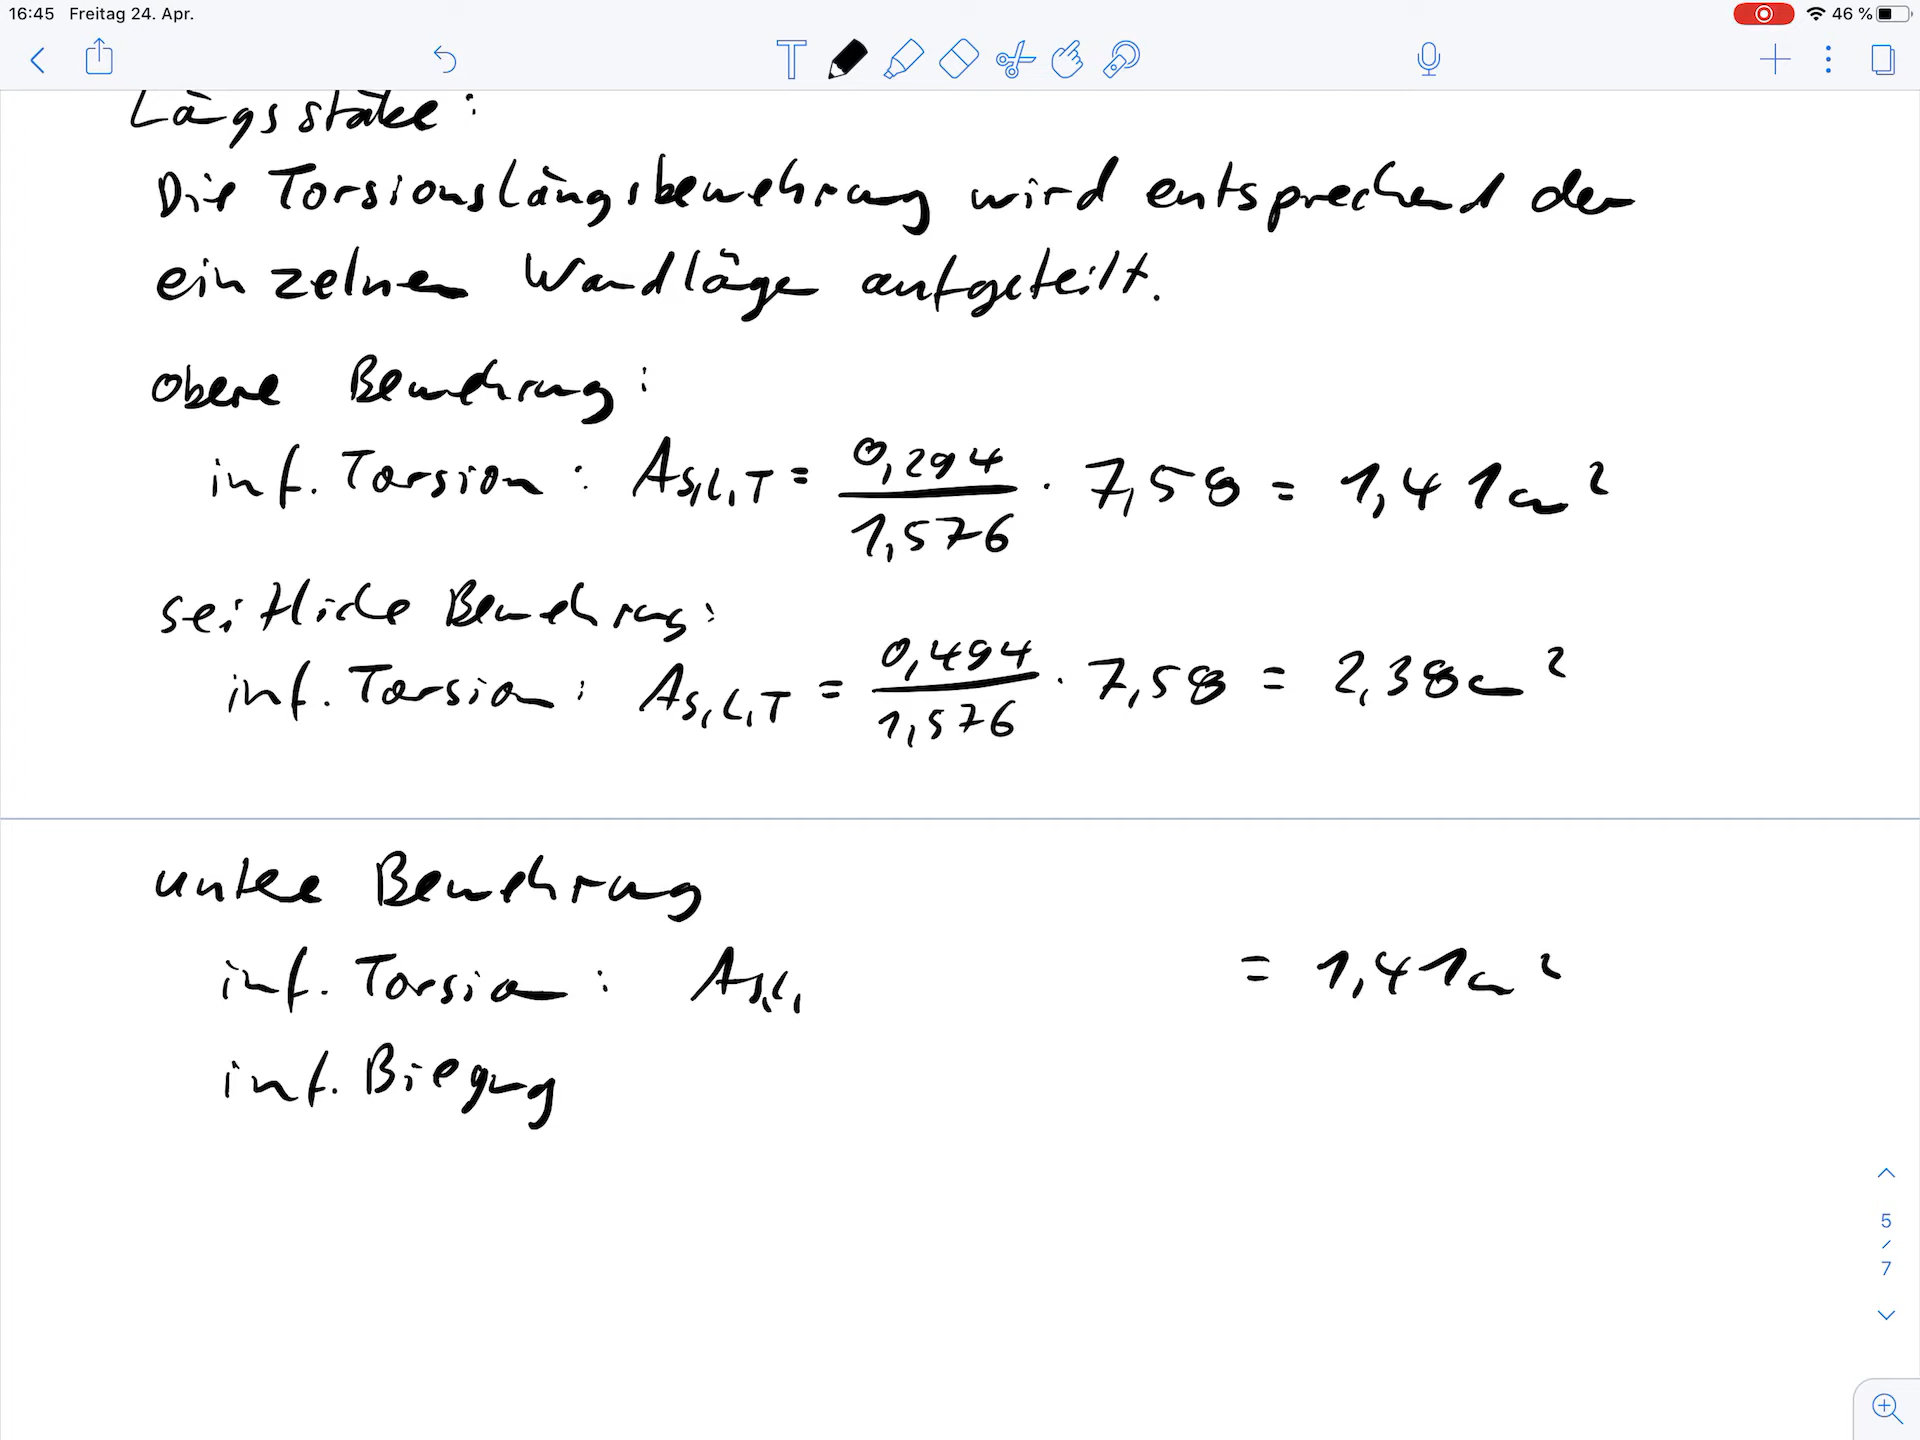 16:45 Freitag 24. Apr.
46 %
Längsstäbe:
Die Torsionslängsbewehrung wird entsprechend der
einzelnen Wandlänge aufgeteilt.
obere Bewehrung:
inf. Torsion: As,L,T = 0,294/1,576 · 7,58 = 1,41cm²
seitliche Bewehrung:
inf. Torsion: As,L,T = 0,494/1,576 · 7,58 = 2,38cm²
untere Bewehrung
inf. Torsion: As,L, = 1,41cm²
inf. Biegung
5
/
7